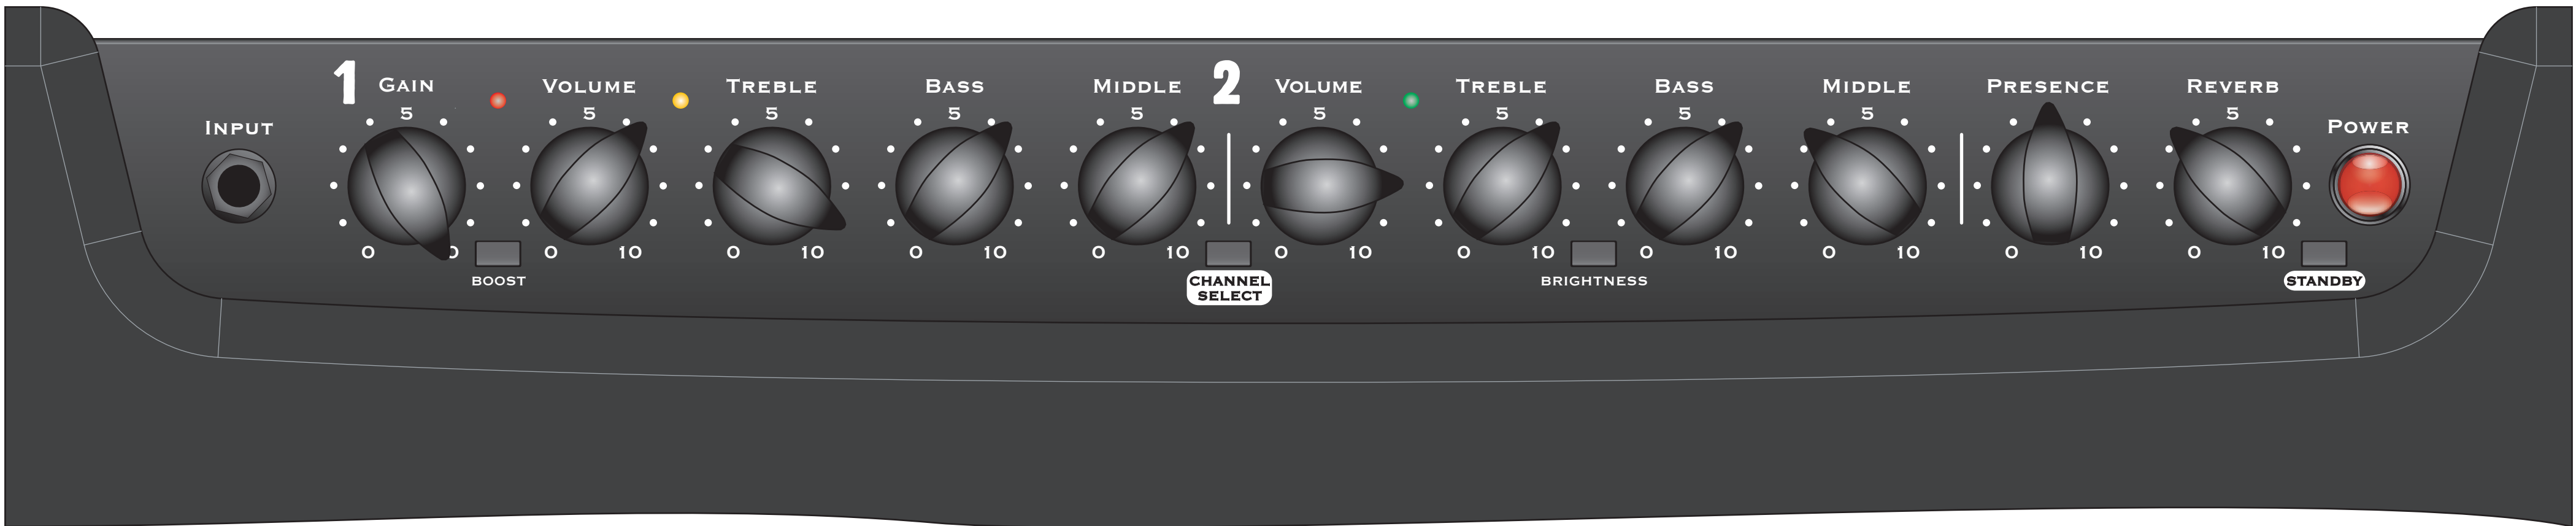 1 GAIN VOLUME TREBLE BASS MIDDLE 2 VOLUME TREBLE BASS MIDDLE PRESENCE REVERB
5 5 5 5 5 5 5 5 5 5 5
INPUT POWER
0 0 0 10 0 10 0 10 0 10 0 10 0 10 0 10 0 10 0 10 0 10
BOOST CHANNEL BRIGHTNESS STANDBY
SELECT